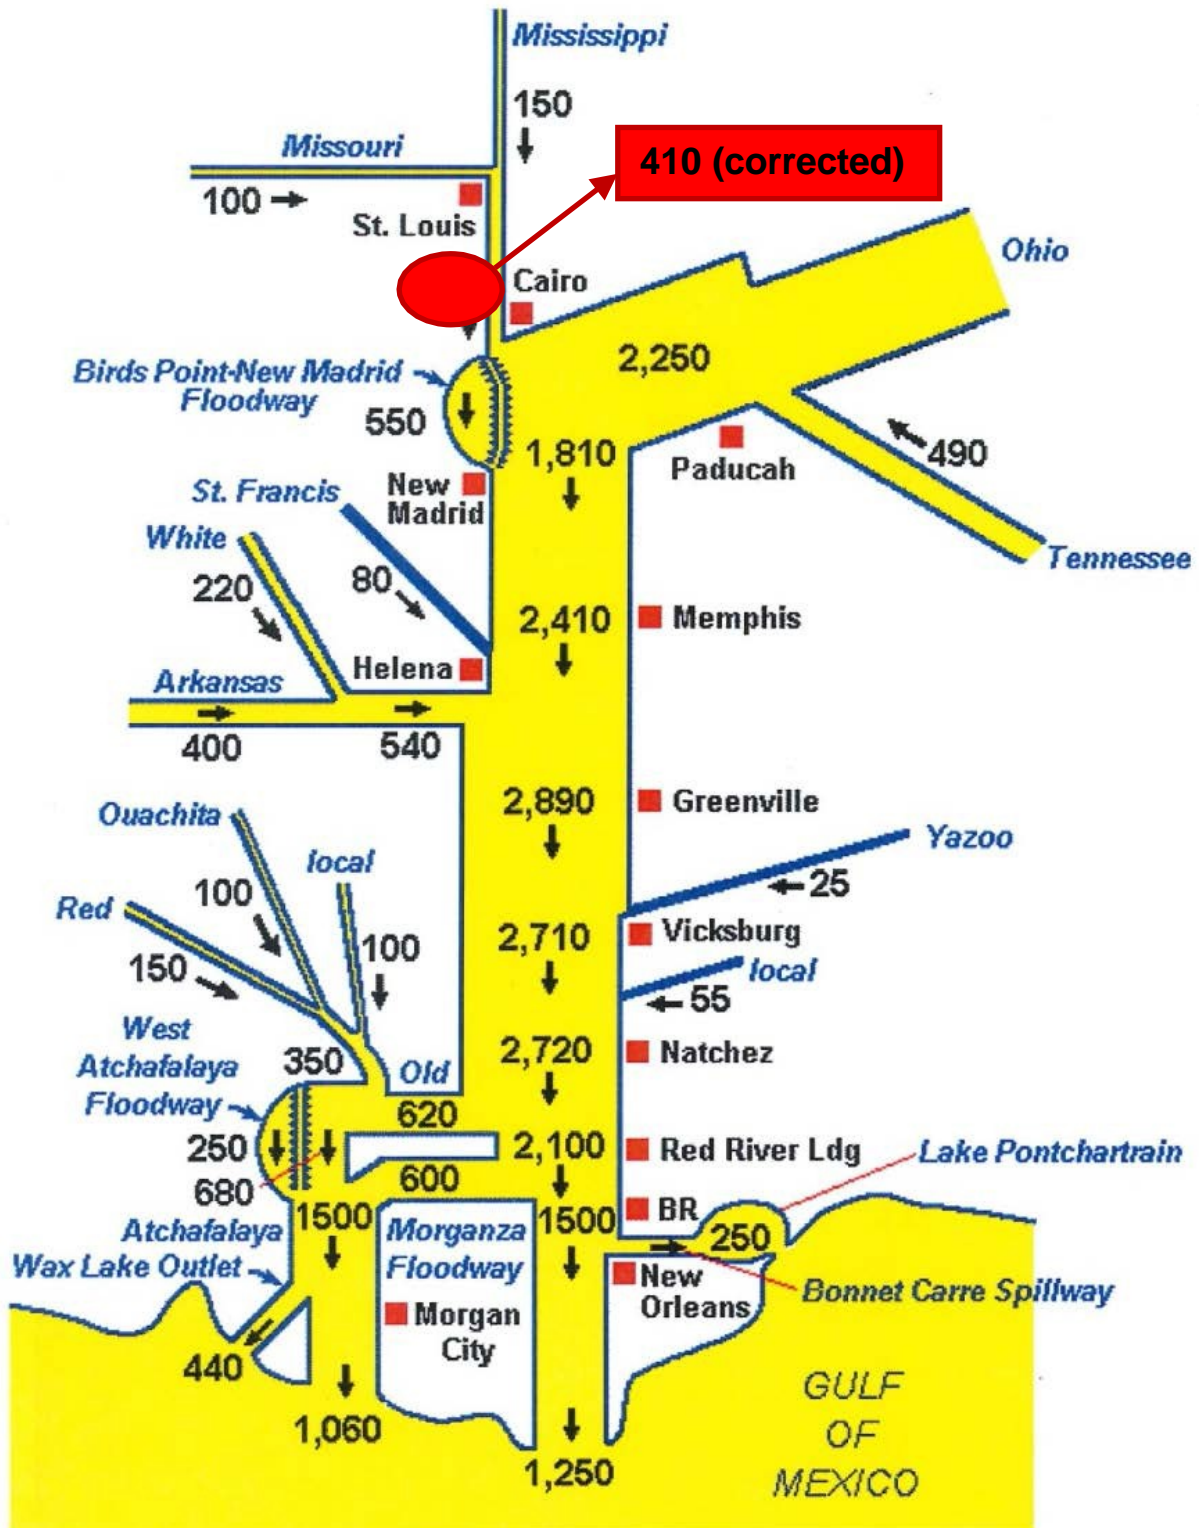 Mississippi
150
Missouri
410 (corrected)
100
St. Louis
Ohio
Cairo
2,250
Birds Point-New Madrid
Floodway
550
1,810
490
Paducah
New
Madrid
St. Francis
White
Tennessee
80
220
2,410
Memphis
Helena
Arkansas
400
540
2,890
Greenville
Ouachita
Yazoo
local
25
100
Red
2,710
Vicksburg
100
150
local
55
West
Atchafalaya
Floodway
350
Old
2,720
Natchez
620
250
2,100
Red River Ldg
Lake Pontchartrain
680
600
BR
1500
1500
Atchafalaya
Wax Lake Outlet
Morganza
Floodway
250
New
Orleans
Bonnet Carre Spillway
Morgan
City
440
GULF
OF
MEXICO
1,060
1,250